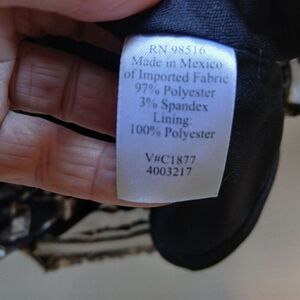 RN 98516
Made in Mexico
of Imported Fabric
97% Polyester
3% Spandex
Lining:
100% Polyester
V#C1877
4003217